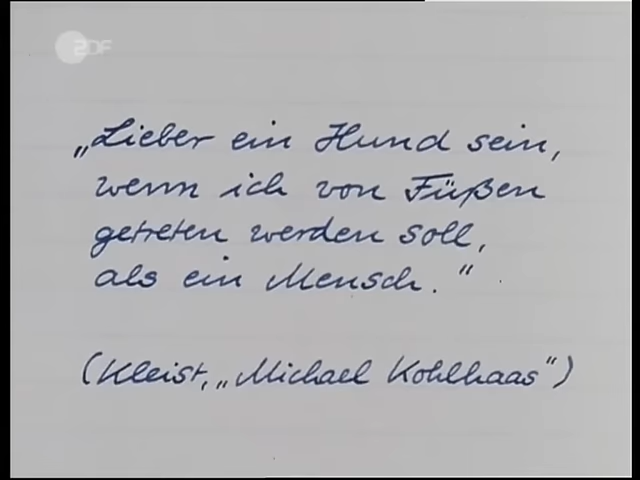 ZDF
„Lieber ein Hund sein,
wenn ich von Füßen
getreten werden soll,
als ein Mensch.“
(Kleist, „Michael Kohlhaas“)